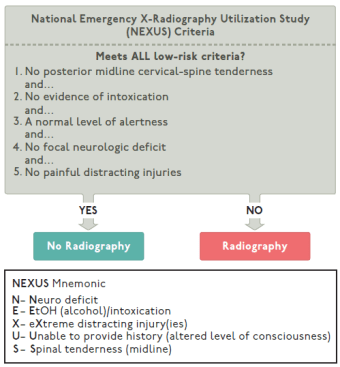 National Emergency X-Radiography Utilization Study
(NEXUS) Criteria
Meets ALL low-risk criteria?
1. No posterior midline cervical-spine tenderness
and...
2. No evidence of intoxication
and...
3. A normal level of alertness
and...
4. No focal neurologic deficit
and...
5. No painful distracting injuries
YES
NO
No Radiography
Radiography
NEXUS Mnemonic
N– Neuro deficit
E– EtOH (alcohol)/intoxication
X– eXtreme distracting injury(ies)
U– Unable to provide history (altered level of consciousness)
S– Spinal tenderness (midline)